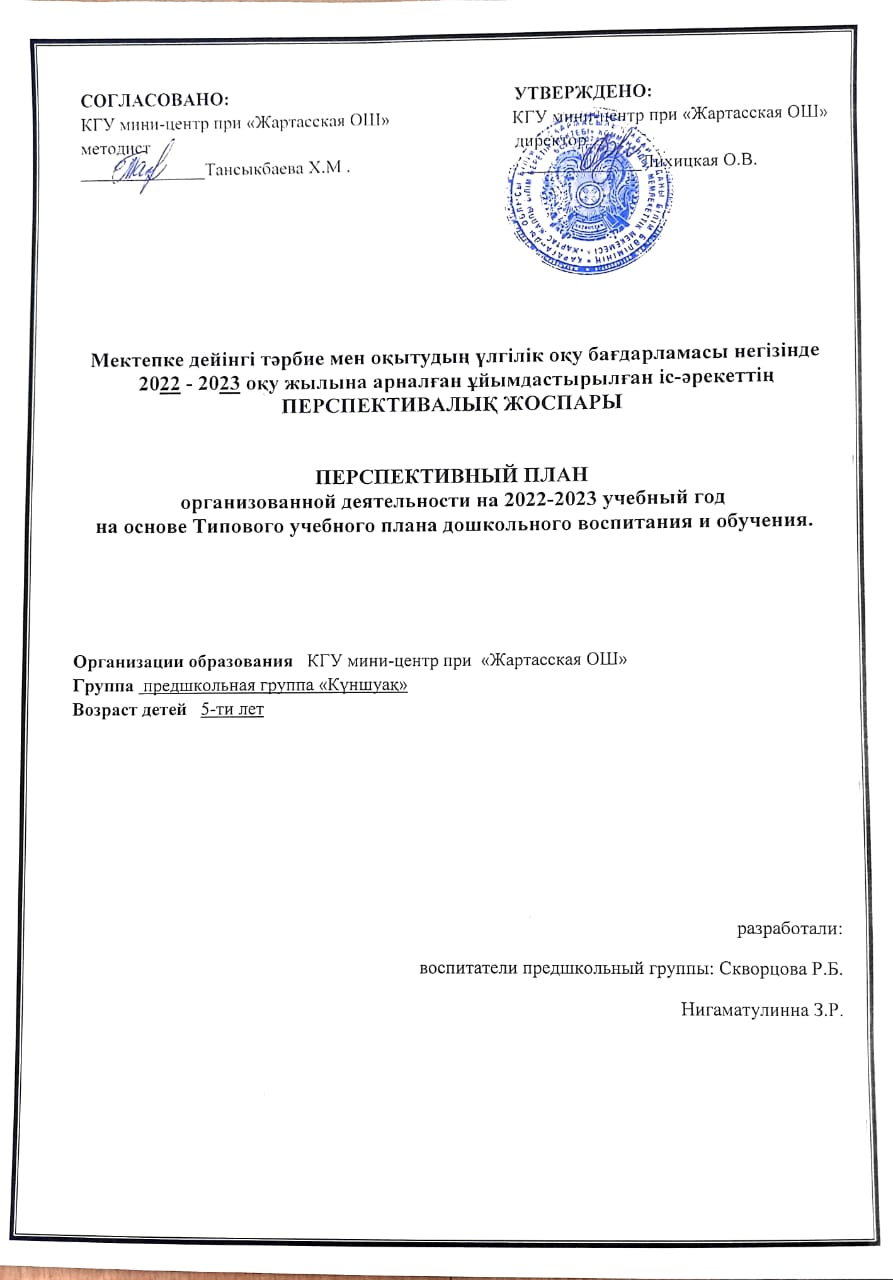 СОГЛАСОВАНО:
КГУ мини-центр при «Жартасская ОШ»
методист
Тансыкбаева Х.М .
УТВЕРЖДЕНО:
КГУ мини-центр при «Жартасская ОШ»
директор
Лихицкая О.В.
Мектепке дейінгі тәрбие мен оқытудың үлгілік оқу бағдарламасы негізінде
2022 - 2023 оқу жылына арналған ұйымдастырылған іс-әрекеттің
ПЕРСПЕКТИВАЛЫҚ ЖОСПАРЫ
ПЕРСПЕКТИВНЫЙ ПЛАН
организованной деятельности на 2022-2023 учебный год
на основе Типового учебного плана дошкольного воспитания и обучения.
Организации образования КГУ мини-центр при «Жартасская ОШ»
Группа предшкольная группа «Күншуақ»
Возраст детей 5-ти лет
разработали:
воспитатели предшкольный группы: Скворцова Р.Б.
Нигаматулинна З.Р.